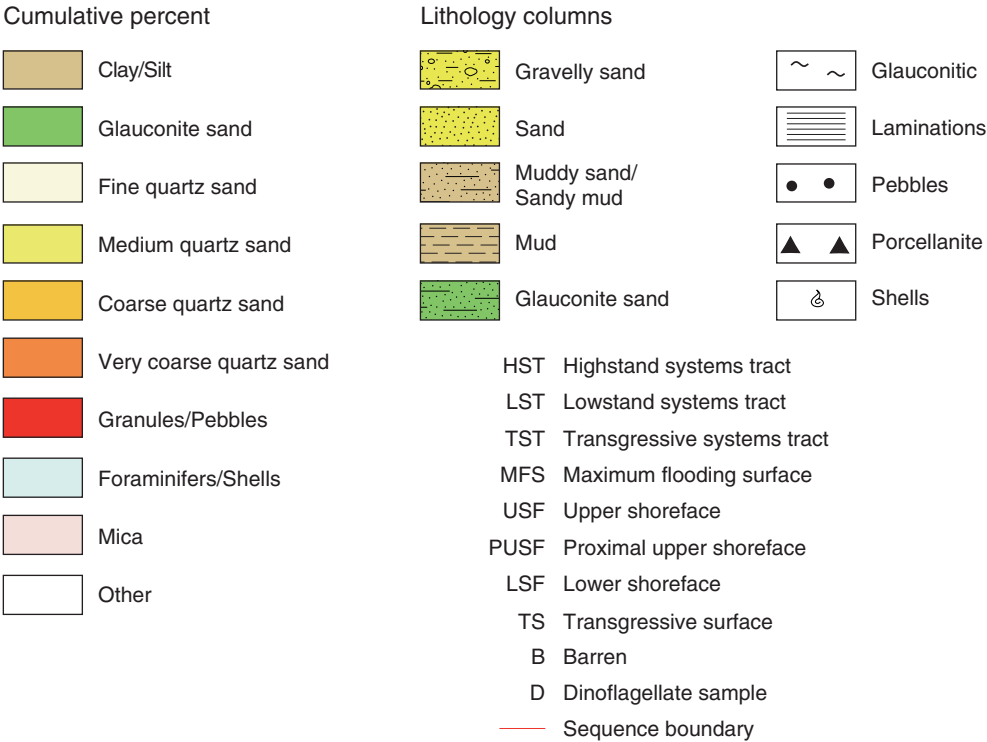 Cumulative percent
Clay/Silt
Glauconite sand
Fine quartz sand
Medium quartz sand
Coarse quartz sand
Very coarse quartz sand
Granules/Pebbles
Foraminifers/Shells
Mica
Other
Lithology columns
Gravelly sand
Sand
Muddy sand/
Sandy mud
Mud
Glauconite sand
Glauconitic
Laminations
Pebbles
Porcellanite
Shells
HST Highstand systems tract
LST Lowstand systems tract
TST Transgressive systems tract
MFS Maximum flooding surface
USF Upper shoreface
PUSF Proximal upper shoreface
LSF Lower shoreface
TS Transgressive surface
B Barren
D Dinoflagellate sample
Sequence boundary